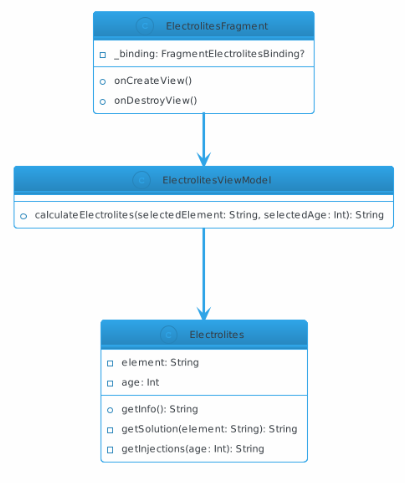 C ElectrolitesFragment
_binding: FragmentElectrolitesBinding?
onCreateView()
onDestroyView()
C ElectrolitesViewModel
calculateElectrolites(selectedElement: String, selectedAge: Int): String
C Electrolites
element: String
age: Int
getInfo(): String
getSolution(element: String): String
getInjections(age: Int): String